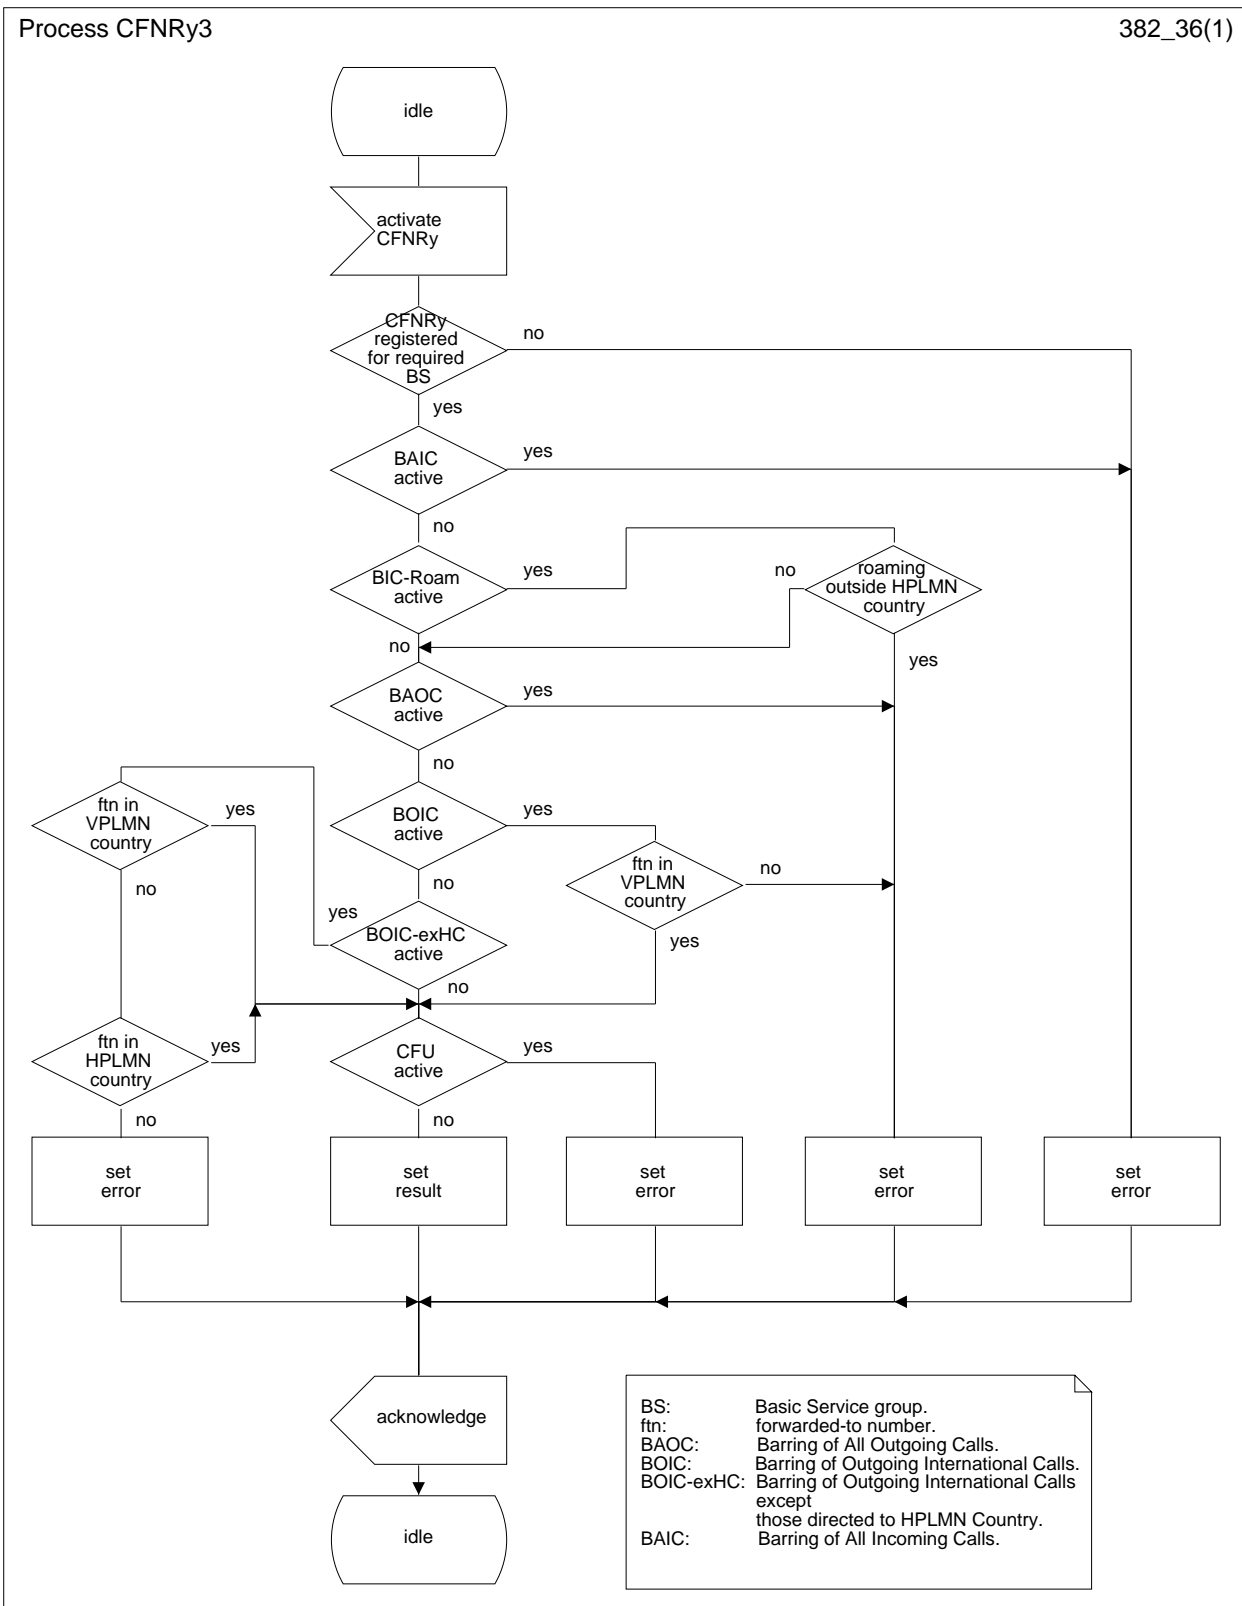 Process CFNRy3
382_36(1)
idle
activate
CFNRy
CFNRy
registered
for required
BS
no
yes
BAIC
active
yes
no
BIC-Roam
active
yes
no
roaming
outside HPLMN
country
no
yes
BAOC
active
yes
no
ftn in
VPLMN
country
yes
no
BOIC
active
yes
no
ftn in
VPLMN
country
no
yes
yes
BOIC-exHC
active
no
ftn in
HPLMN
country
yes
no
CFU
active
yes
no
set
error
set
result
set
error
set
error
set
error
acknowledge
idle
BS: Basic Service group.
ftn: forwarded-to number.
BAOC: Barring of All Outgoing Calls.
BOIC: Barring of Outgoing International Calls.
BOIC-exHC: Barring of Outgoing International Calls
except
those directed to HPLMN Country.
BAIC: Barring of All Incoming Calls.